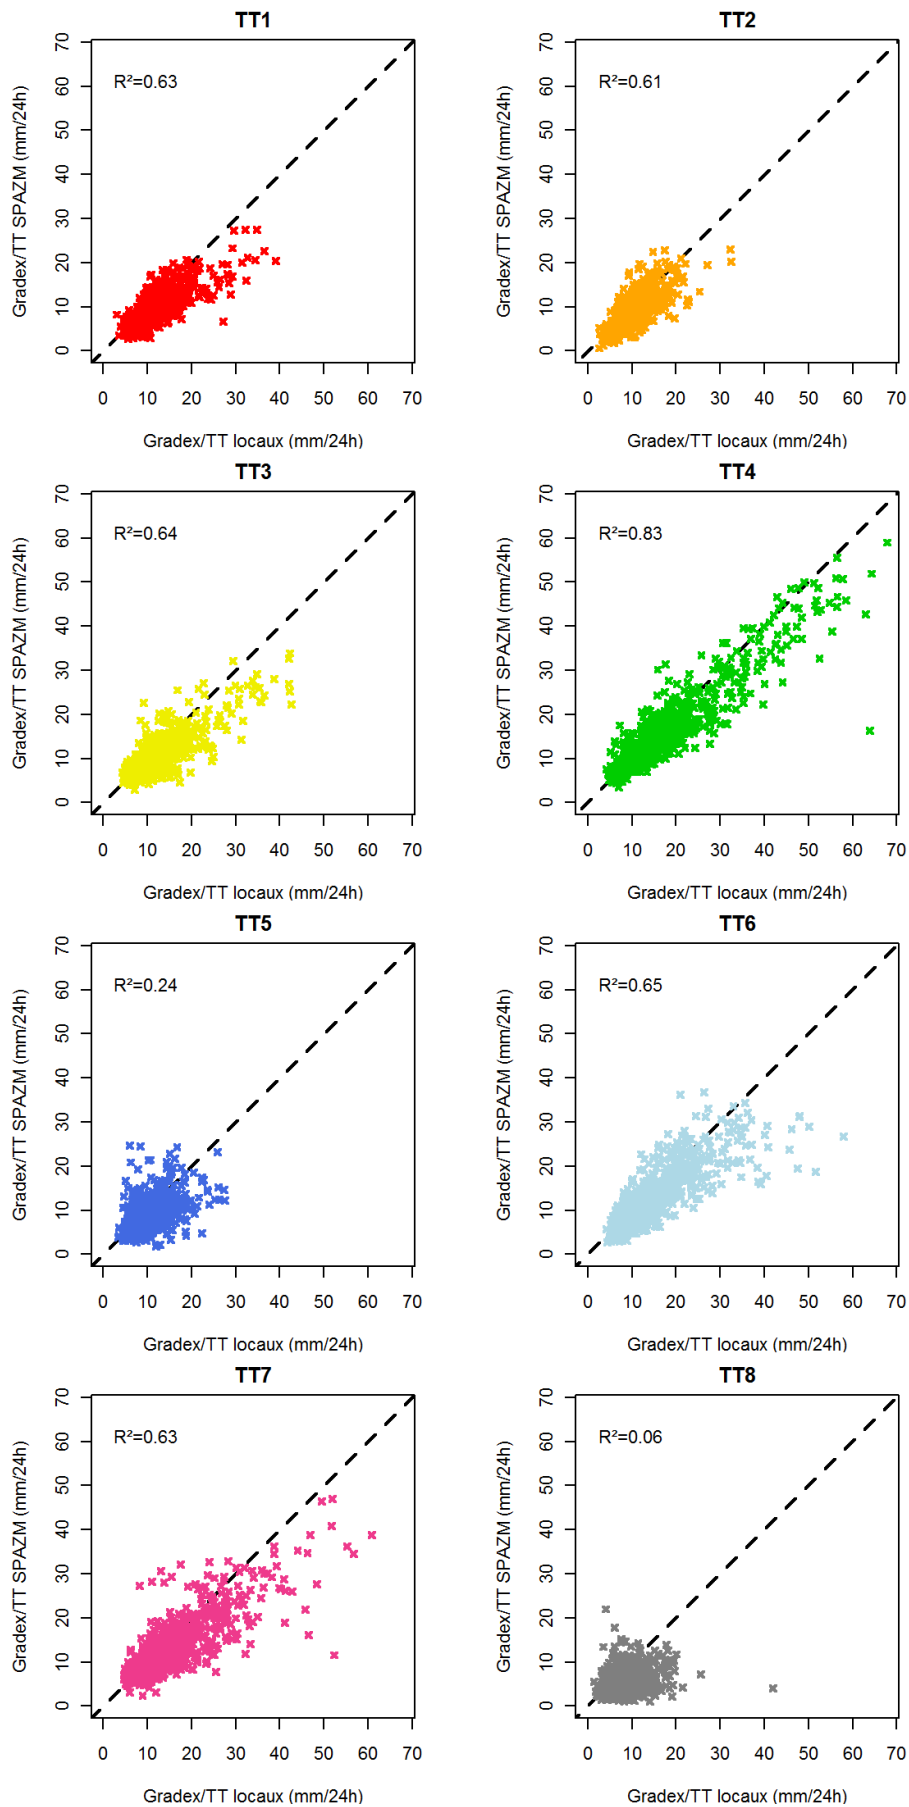 TT1
R²=0.63
Gradex/TT SPAZM (mm/24h)
0 10 20 30 40 50 60 70
0 10 20 30 40 50 60 70
Gradex/TT locaux (mm/24h)
TT2
R²=0.61
Gradex/TT SPAZM (mm/24h)
0 10 20 30 40 50 60 70
0 10 20 30 40 50 60 70
Gradex/TT locaux (mm/24h)
TT3
R²=0.64
Gradex/TT SPAZM (mm/24h)
0 10 20 30 40 50 60 70
0 10 20 30 40 50 60 70
Gradex/TT locaux (mm/24h)
TT4
R²=0.83
Gradex/TT SPAZM (mm/24h)
0 10 20 30 40 50 60 70
0 10 20 30 40 50 60 70
Gradex/TT locaux (mm/24h)
TT5
R²=0.24
Gradex/TT SPAZM (mm/24h)
0 10 20 30 40 50 60 70
0 10 20 30 40 50 60 70
Gradex/TT locaux (mm/24h)
TT6
R²=0.65
Gradex/TT SPAZM (mm/24h)
0 10 20 30 40 50 60 70
0 10 20 30 40 50 60 70
Gradex/TT locaux (mm/24h)
TT7
R²=0.63
Gradex/TT SPAZM (mm/24h)
0 10 20 30 40 50 60 70
0 10 20 30 40 50 60 70
Gradex/TT locaux (mm/24h)
TT8
R²=0.06
Gradex/TT SPAZM (mm/24h)
0 10 20 30 40 50 60 70
0 10 20 30 40 50 60 70
Gradex/TT locaux (mm/24h)